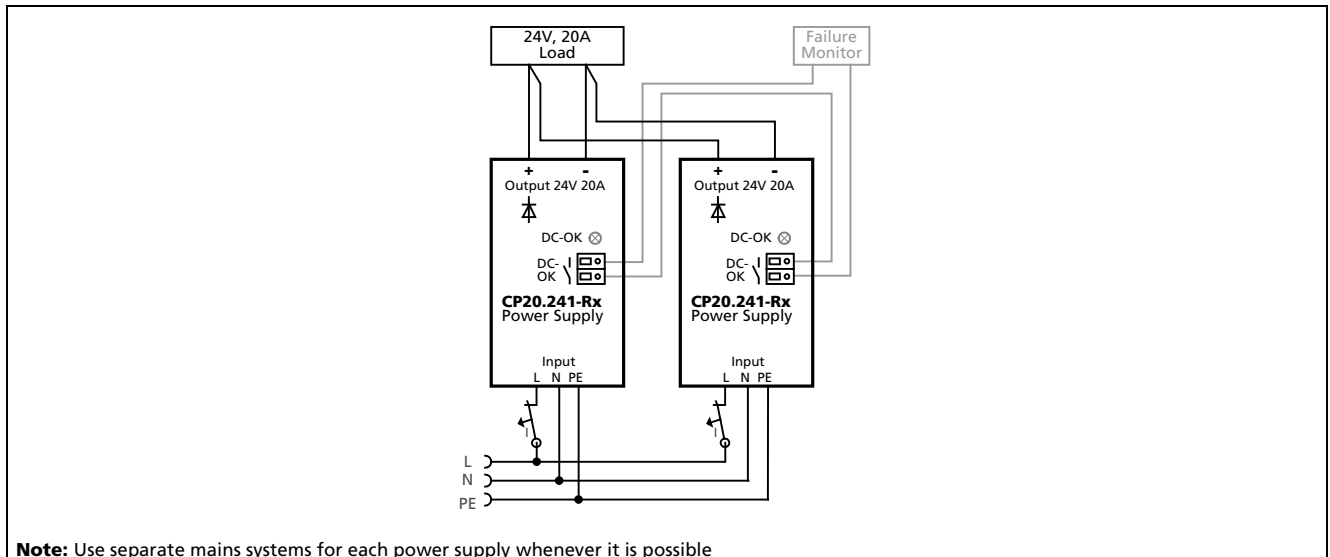 24V, 20A
Load
Failure
Monitor
+ -
Output 24V 20A
DC-OK
DC-
OK
CP20.241-Rx
Power Supply
Input
L N PE
I
+ -
Output 24V 20A
DC-OK
DC-
OK
CP20.241-Rx
Power Supply
Input
L N PE
I
L
N
PE
Note: Use separate mains systems for each power supply whenever it is possible